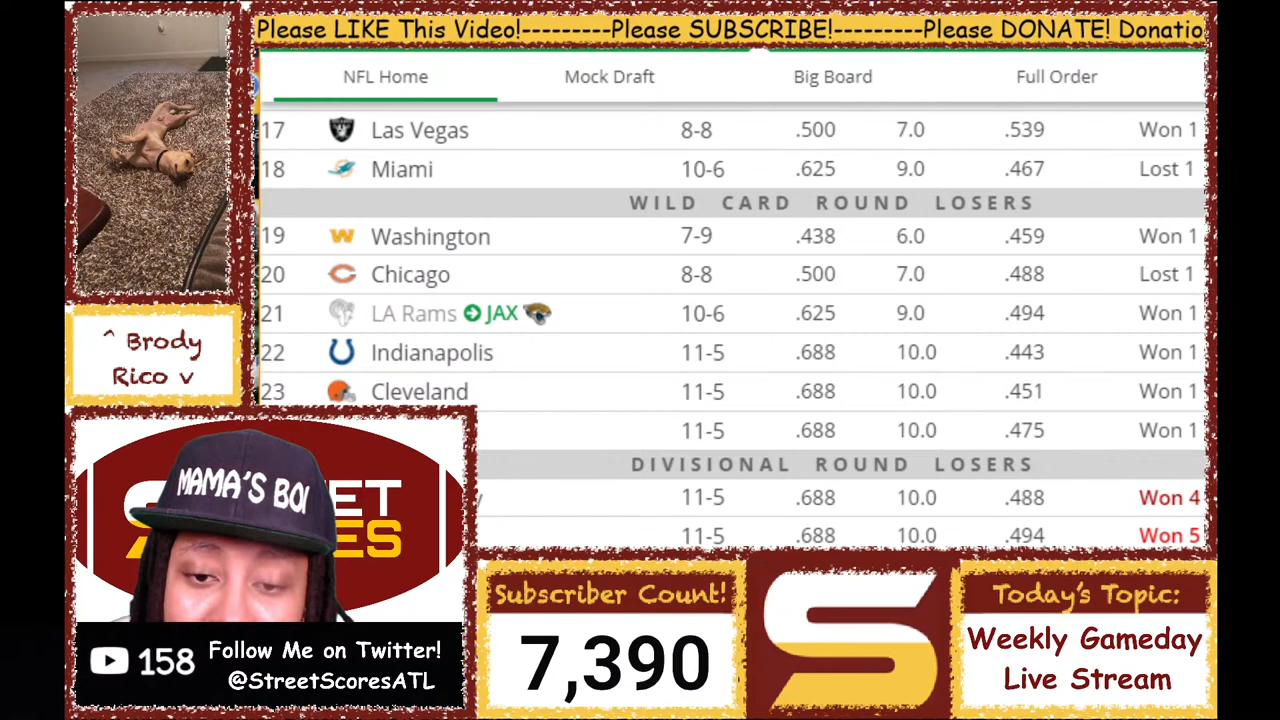 Please LIKE This Video!---------Please SUBSCRIBE!---------Please DONATE! Donatio
NFL Home Mock Draft Big Board Full Order
17 Las Vegas 8-8 .500 7.0 .539 Won 1
18 Miami 10-6 .625 9.0 .467 Lost 1
WILD CARD ROUND LOSERS
19 Washington 7-9 .438 6.0 .459 Won 1
20 Chicago 8-8 .500 7.0 .488 Lost 1
21 LA Rams JAX 10-6 .625 9.0 .494 Won 1
22 Indianapolis 11-5 .688 10.0 .443 Won 1
23 Cleveland 11-5 .688 10.0 .451 Won 1
11-5 .688 10.0 .475 Won 1
DIVISIONAL ROUND LOSERS
11-5 .688 10.0 .488 Won 4
11-5 .688 10.0 .494 Won 5
^ Brody
Rico v
MAMA'S BOI
158 Follow Me on Twitter!
@StreetScoresATL
Subscriber Count!
7,390
Today's Topic:
Weekly Gameday
Live Stream